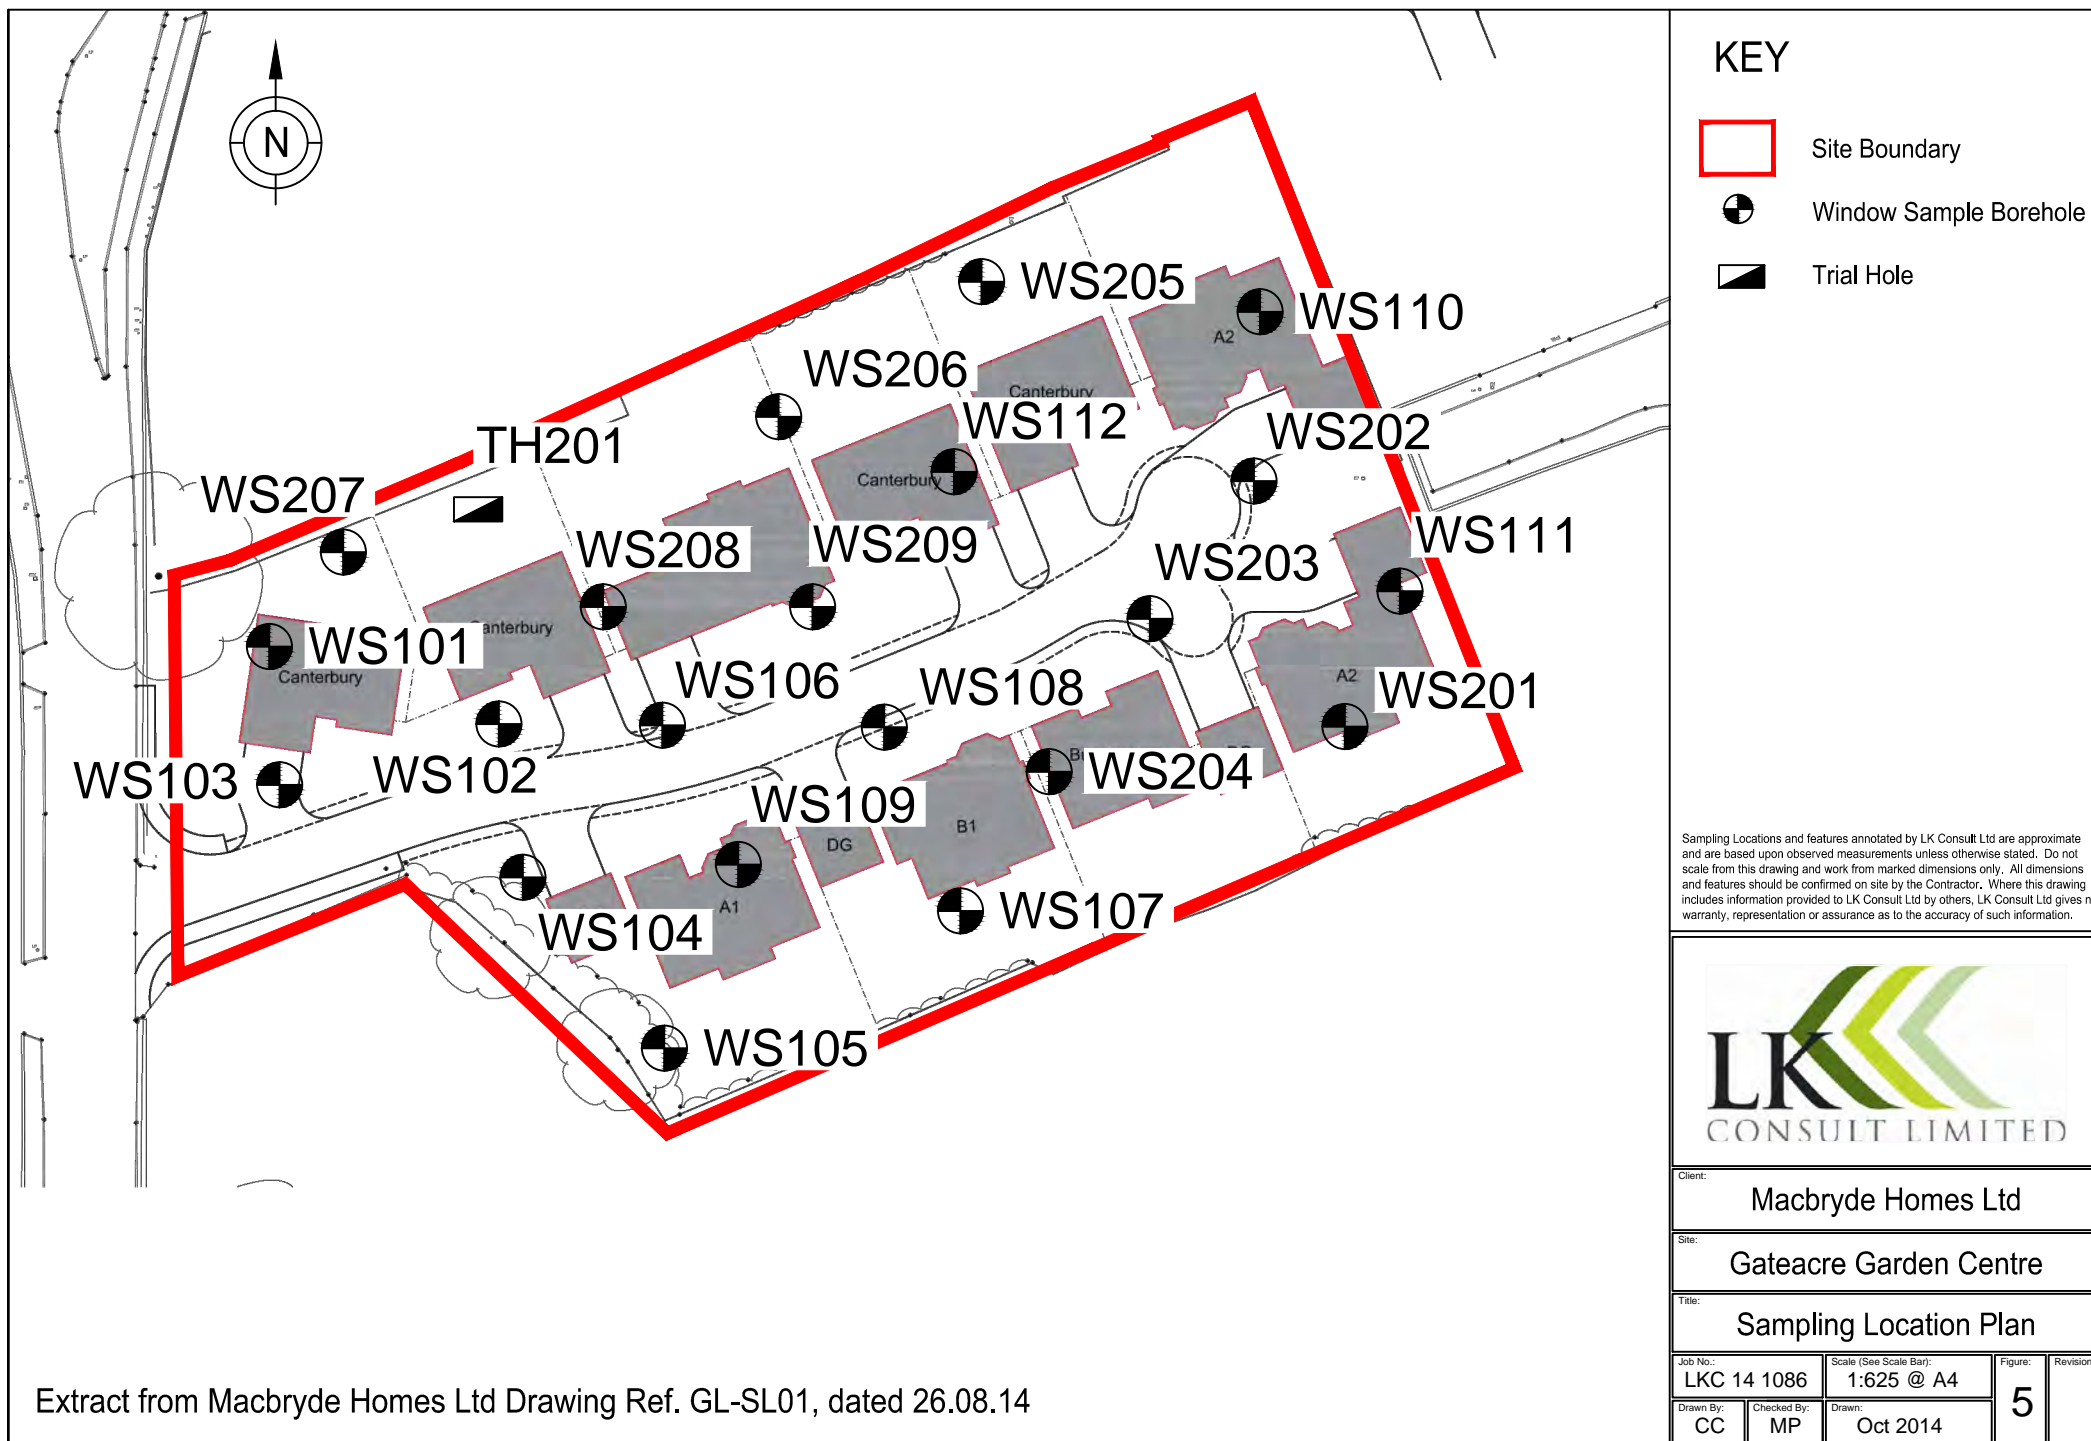 N
WS205
WS110
A2
WS206
Canterbury
WS112
WS202
TH201
WS207
Canterbury
WS208
WS209
WS111
WS203
WS101
Canterbury
WS106
WS108
A2
WS201
WS103
WS102
WS204
WS109
B1
DG
A1
WS104
WS107
WS105
Extract from Macbryde Homes Ltd Drawing Ref. GL-SL01, dated 26.08.14
KEY
Site Boundary
Window Sample Borehole
Trial Hole
Sampling Locations and features annotated by LK Consult Ltd are approximate
and are based upon observed measurements unless otherwise stated. Do not
scale from this drawing and work from marked dimensions only. All dimensions
and features should be confirmed on site by the Contractor. Where this drawing
includes information provided to LK Consult Ltd by others, LK Consult Ltd gives n
warranty, representation or assurance as to the accuracy of such information.
LK
CONSULT LIMITED
Client:
Macbryde Homes Ltd
Site:
Gateacre Garden Centre
Title:
Sampling Location Plan
Job No.:
LKC 14 1086
Scale (See Scale Bar):
1:625 @ A4
Figure:
5
Revision
Drawn By:
CC
Checked By:
MP
Drawn:
Oct 2014